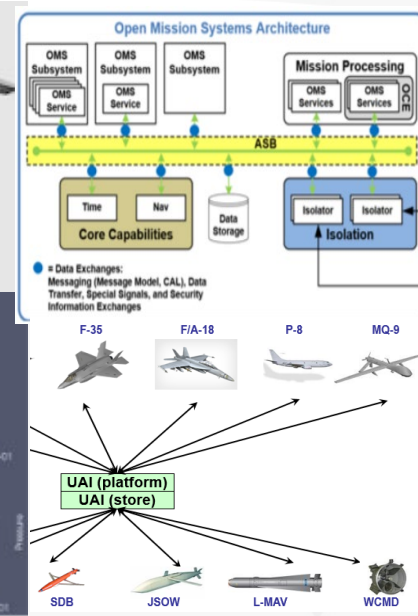 Open Mission Systems Architecture
OMS
Subsystem
OMS
Service
OMS
Subsystem
OMS
Service
OMS
Subsystem
Mission Processing
OMS
Services
OMS
Services
OCE
ASB
Time
Nav
Core Capabilities
Data
Storage
Isolator
Isolator
Isolation
= Data Exchanges:
Messaging (Message Model, CAL), Data
Transfer, Special Signals, and Security
Information Exchanges
F-35
F/A-18
P-8
MQ-9
UAI (platform)
UAI (store)
SDB
JSOW
L-MAV
WCMD
Pressure